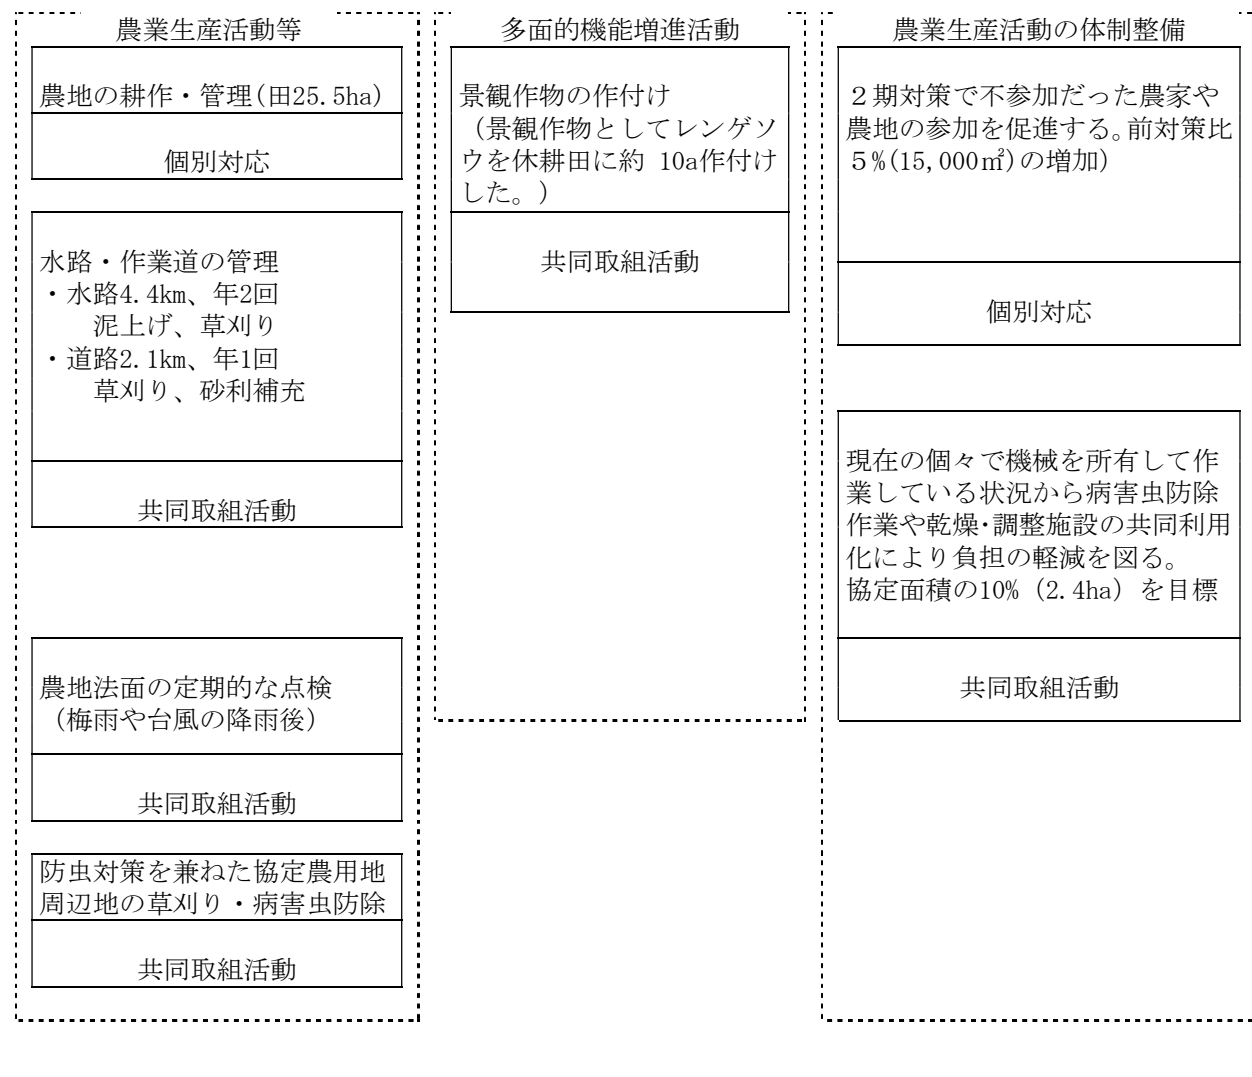 農業生産活動等
農地の耕作・管理(田25.5ha)
個別対応
水路・作業道の管理
・水路4.4km、年2回
泥上げ、草刈り
・道路2.1km、年1回
草刈り、砂利補充
共同取組活動
農地法面の定期的な点検
（梅雨や台風の降雨後）
共同取組活動
防虫対策を兼ねた協定農用地
周辺地の草刈り・病害虫防除
共同取組活動
多面的機能増進活動
景観作物の作付け
（景観作物としてレンゲソ
ウを休耕田に約 10a作付け
した。）
共同取組活動
農業生産活動の体制整備
２期対策で不参加だった農家や
農地の参加を促進する。前対策比
５%(15,000㎡)の増加)
個別対応
現在の個々で機械を所有して作
業している状況から病害虫防除
作業や乾燥・調整施設の共同利用
化により負担の軽減を図る。
協定面積の10%（2.4ha）を目標
共同取組活動